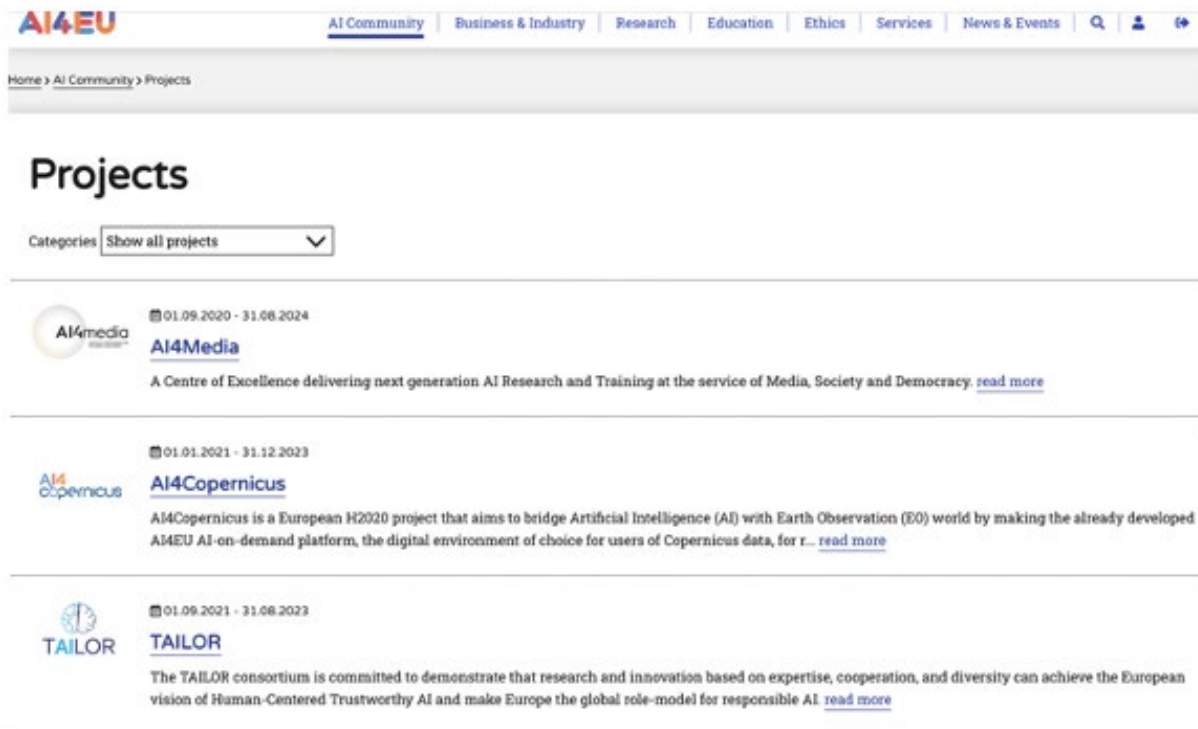 AI4EU
AI Community Business & Industry Research Education Ethics Services News & Events
Home > AI Community > Projects
Projects
Categories Show all projects
AI4media
01.09.2020 - 31.08.2024
AI4Media
A Centre of Excellence delivering next generation AI Research and Training at the service of Media, Society and Democracy. read more
AI4 copernicus
01.01.2021 - 31.12.2023
AI4Copernicus
AI4Copernicus is a European H2020 project that aims to bridge Artificial Intelligence (AI) with Earth Observation (EO) world by making the already developed
AI4EU AI-on-demand platform, the digital environment of choice for users of Copernicus data, for r... read more
TAILOR
01.09.2021 - 31.08.2023
TAILOR
The TAILOR consortium is committed to demonstrate that research and innovation based on expertise, cooperation, and diversity can achieve the European
vision of Human-Centered Trustworthy AI and make Europe the global role-model for responsible AI. read more